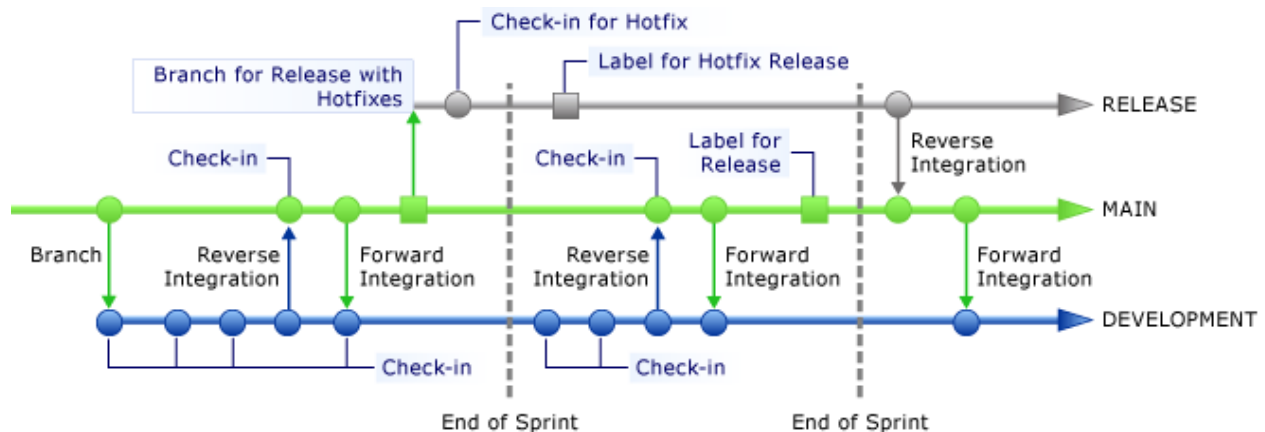 Check-in for Hotfix
Branch for Release with
Hotfixes
Label for Hotfix Release
RELEASE
Check-in
Check-in
Label for
Release
Reverse
Integration
MAIN
Branch
Reverse
Integration
Forward
Integration
Reverse
Integration
Forward
Integration
Forward
Integration
DEVELOPMENT
Check-in
Check-in
End of Sprint
End of Sprint